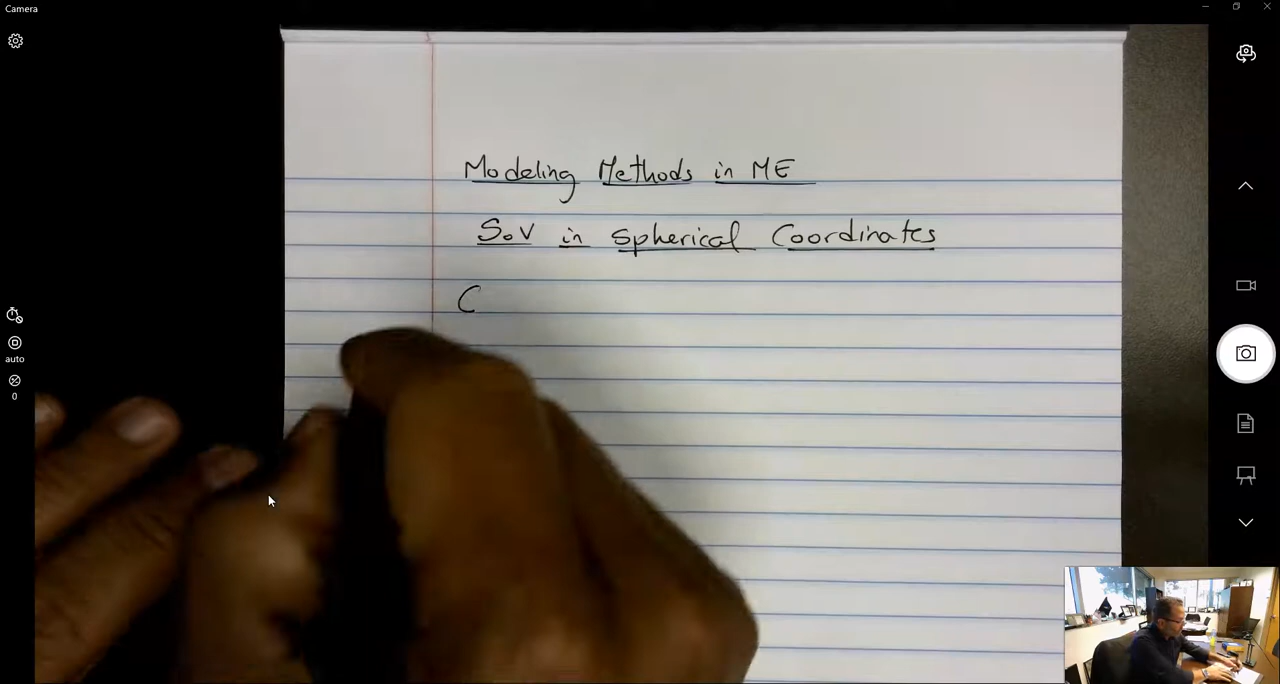 Camera
Modeling Methods in ME
SoV in Spherical Coordinates
C
auto
0